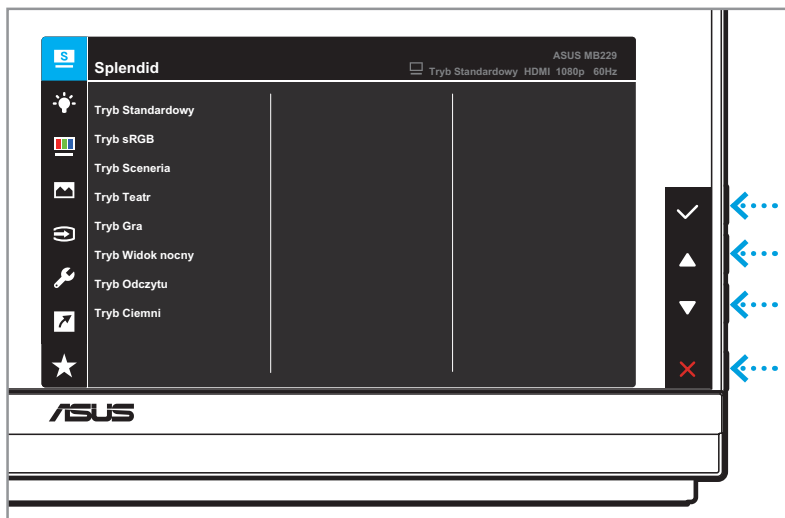 S
ASUS MB229
Splendid
Tryb Standardowy HDMI 1080p 60Hz
Tryb Standardowy
Tryb sRGB
Tryb Sceneria
Tryb Teatr
Tryb Gra
Tryb Widok nocny
Tryb Odczytu
Tryb Ciemni
ASUS